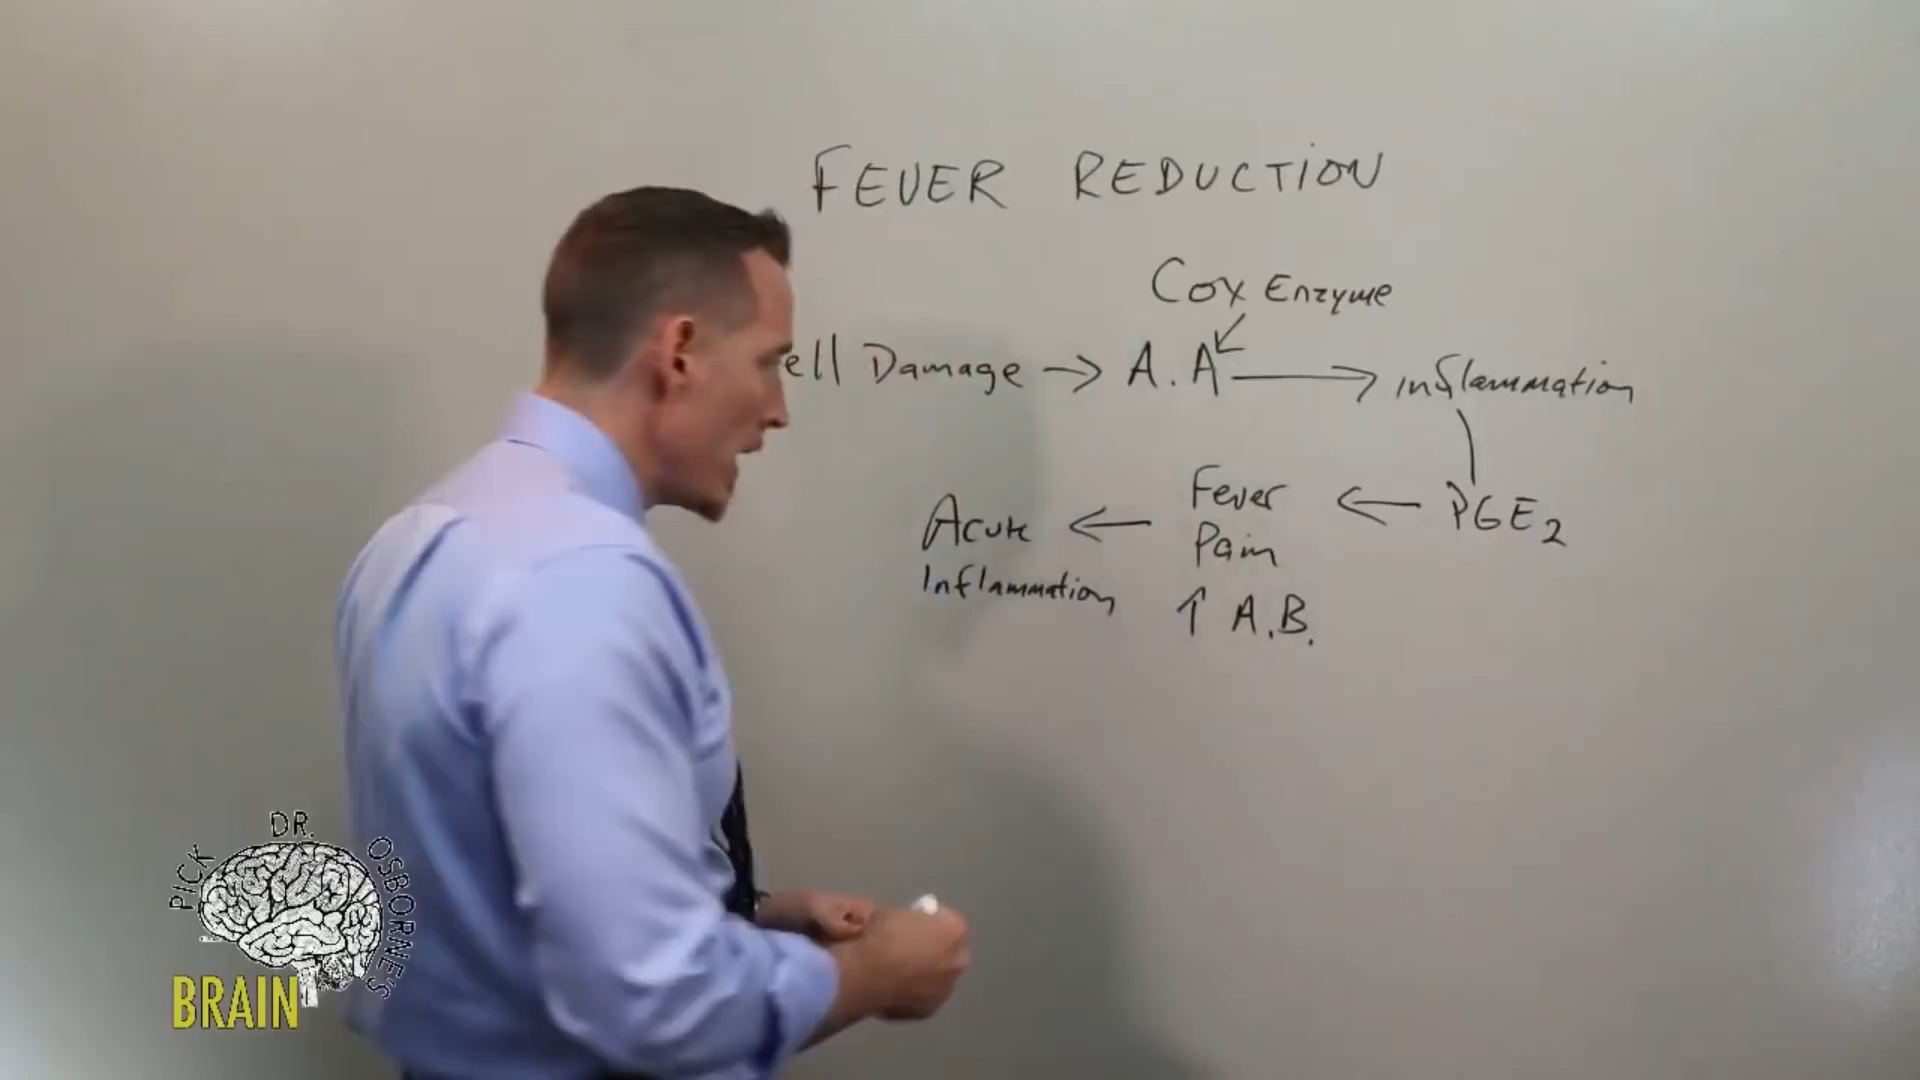 FEVER REDUCTION
Cox Enzyme
ell Damage → A.A → inflammation
Acute ← Fever ← PGE2
Inflammation Pain
↑ A.B.
PICK DR. OSBORNE'S
BRAIN